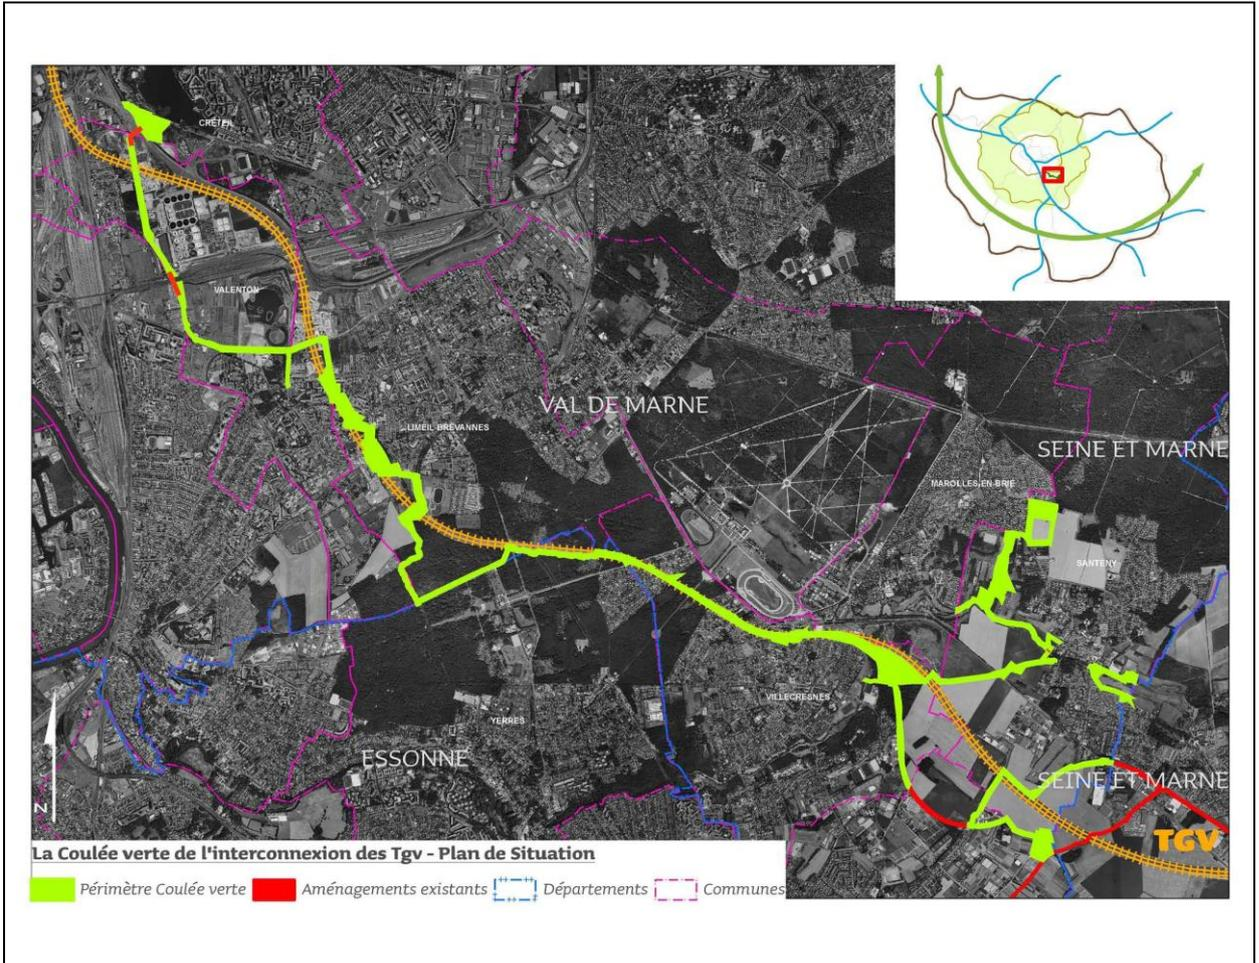 CRÉTEIL
VALENTON
VAL DE MARNE
LIMEIL-BRÉVANNES
SEINE ET MARNE
MAROLLES-EN-BRIE
SANTENY
VILLECRESNES
YERRES
ESSONNE
SEINE ET MARNE
N
TGV
La Coulée verte de l'interconnexion des Tgv - Plan de Situation
Périmètre Coulée verte
Aménagements existants
Départements
Communes